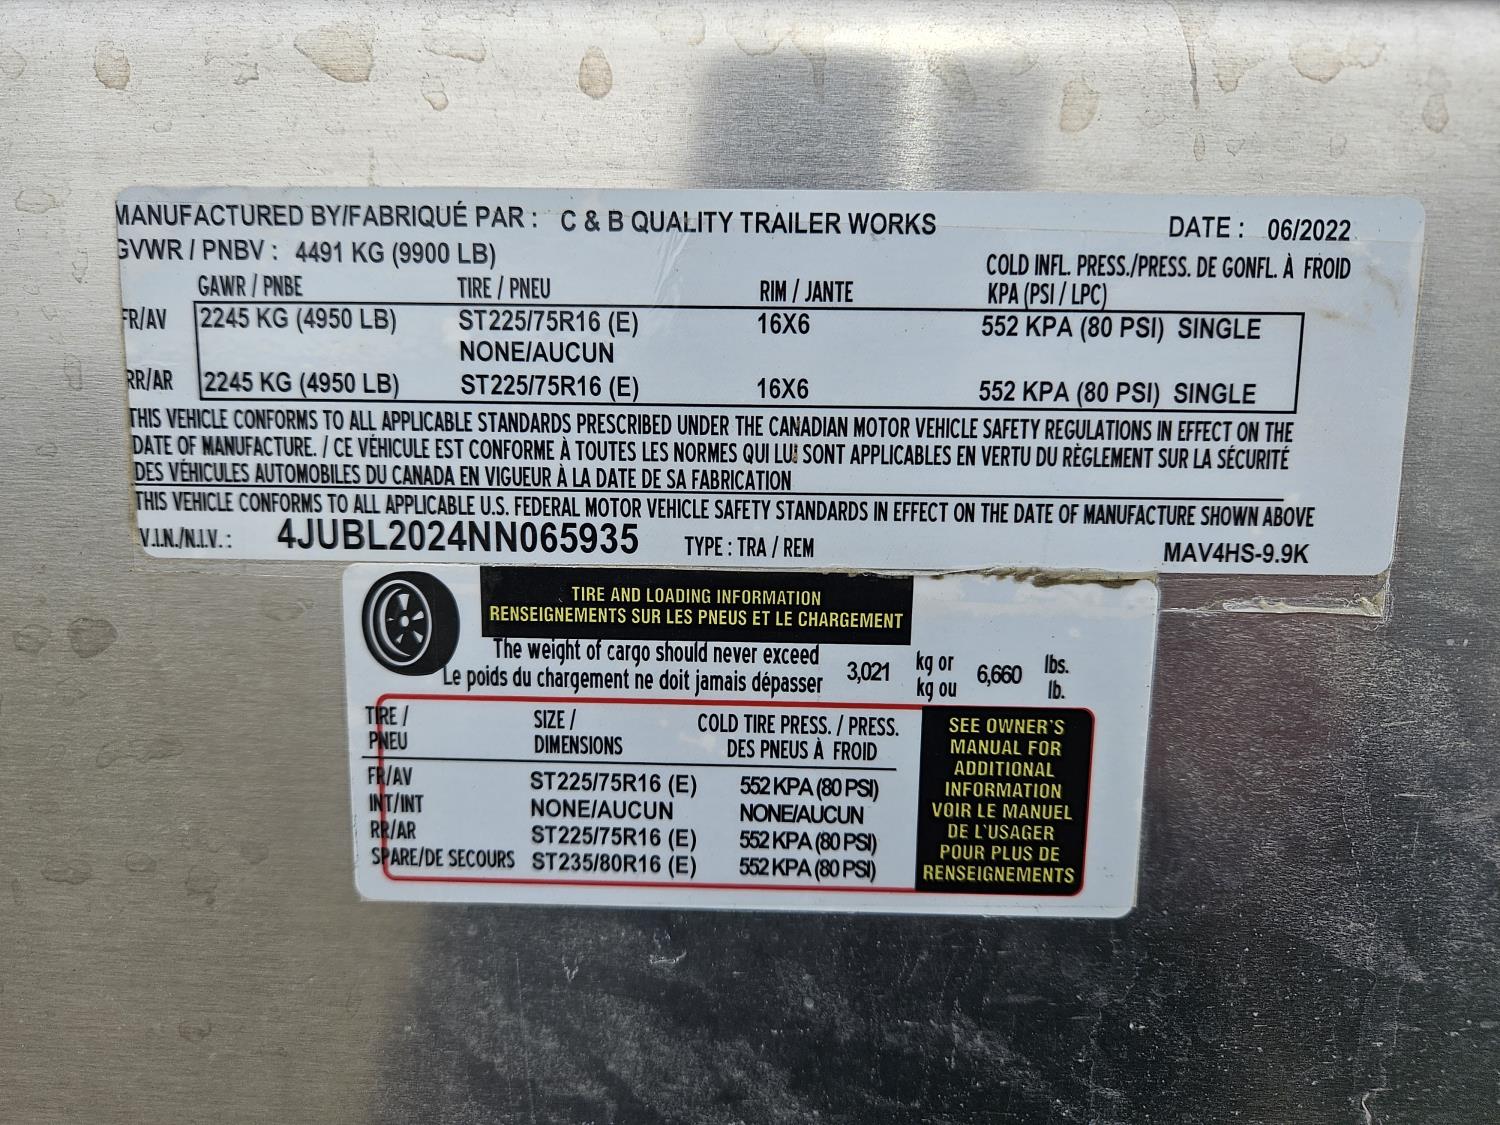 MANUFACTURED BY/FABRIQUÉ PAR : C & B QUALITY TRAILER WORKS DATE : 06/2022
GVWR / PNBV : 4491 KG (9900 LB)
GAWR / PNBE TIRE / PNEU RIM / JANTE COLD INFL. PRESS./PRESS. DE GONFL. À FROID
KPA (PSI / LPC)
FR/AV 2245 KG (4950 LB) ST225/75R16 (E) 16X6 552 KPA (80 PSI) SINGLE
NONE/AUCUN
RR/AR 2245 KG (4950 LB) ST225/75R16 (E) 16X6 552 KPA (80 PSI) SINGLE
THIS VEHICLE CONFORMS TO ALL APPLICABLE STANDARDS PRESCRIBED UNDER THE CANADIAN MOTOR VEHICLE SAFETY REGULATIONS IN EFFECT ON THE
DATE OF MANUFACTURE. / CE VÉHICULE EST CONFORME À TOUTES LES NORMES QUI LUI SONT APPLICABLES EN VERTU DU RÈGLEMENT SUR LA SÉCURITÉ
DES VÉHICULES AUTOMOBILES DU CANADA EN VIGUEUR À LA DATE DE SA FABRICATION
THIS VEHICLE CONFORMS TO ALL APPLICABLE U.S. FEDERAL MOTOR VEHICLE SAFETY STANDARDS IN EFFECT ON THE DATE OF MANUFACTURE SHOWN ABOVE
V.I.N./N.I.V. : 4JUBL2024NN065935 TYPE : TRA / REM MAV4HS-9.9K
TIRE AND LOADING INFORMATION
RENSEIGNEMENTS SUR LES PNEUS ET LE CHARGEMENT
The weight of cargo should never exceed 3,021 kg or 6,660 lbs.
Le poids du chargement ne doit jamais dépasser kg ou lb.
TIRE / SIZE / COLD TIRE PRESS. / PRESS.
PNEU DIMENSIONS DES PNEUS À FROID
FR/AV ST225/75R16 (E) 552 KPA (80 PSI)
INT/INT NONE/AUCUN NONE/AUCUN
RR/AR ST225/75R16 (E) 552 KPA (80 PSI)
SPARE/DE SECOURS ST235/80R16 (E) 552 KPA (80 PSI)
SEE OWNER'S
MANUAL FOR
ADDITIONAL
INFORMATION
VOIR LE MANUEL
DE L'USAGER
POUR PLUS DE
RENSEIGNEMENTS